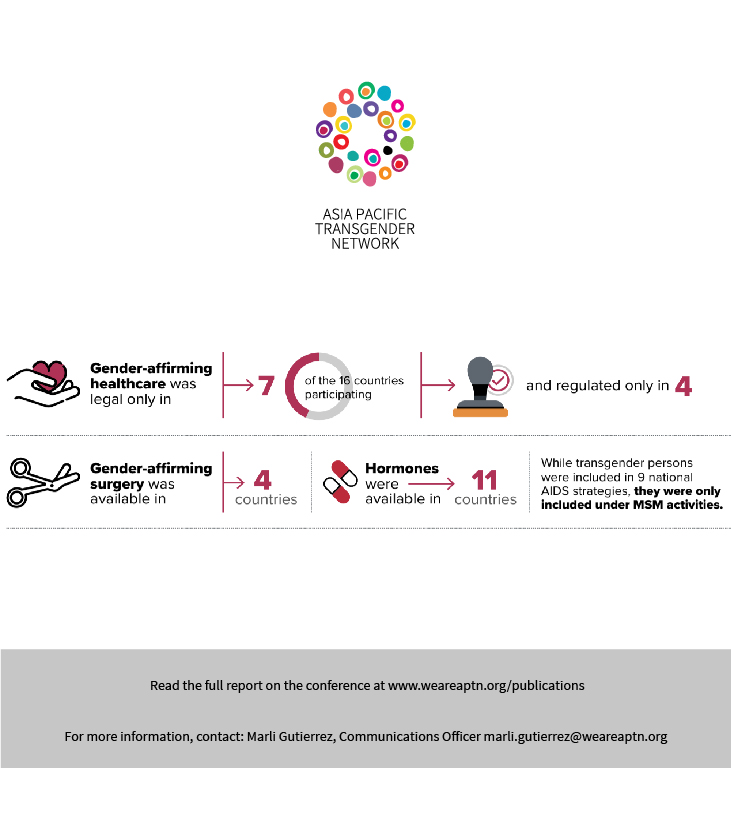 ASIA PACIFIC
TRANSGENDER
NETWORK
Gender-affirming
healthcare was
legal only in
7
of the 16 countries
participating
and regulated only in 4
Gender-affirming
surgery was
available in
4
countries
Hormones
were
available in
11
countries
While transgender persons
were included in 9 national
AIDS strategies, they were only
included under MSM activities.
Read the full report on the conference at www.weareaptn.org/publications
For more information, contact: Marli Gutierrez, Communications Officer marli.gutierrez@weareaptn.org